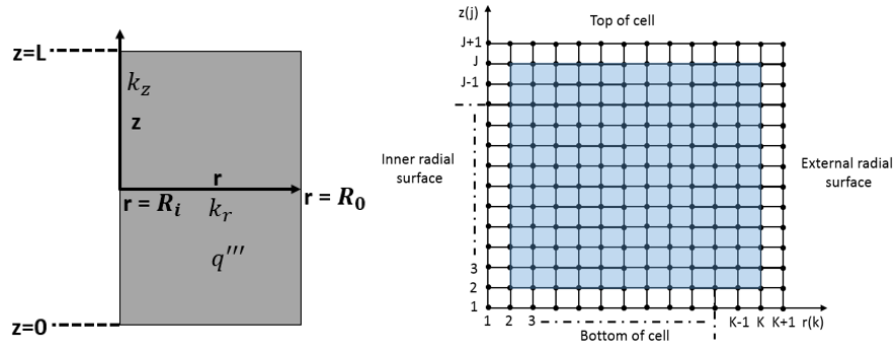 z=L
k_z
z
r
r = R_i
k_r
r = R_0
q'''
z=0
z(j)
Top of cell
J+1
J
J-1
Inner radial
surface
External radial
surface
3
2
1
1 2 3 K-1 K K+1 r(k)
Bottom of cell